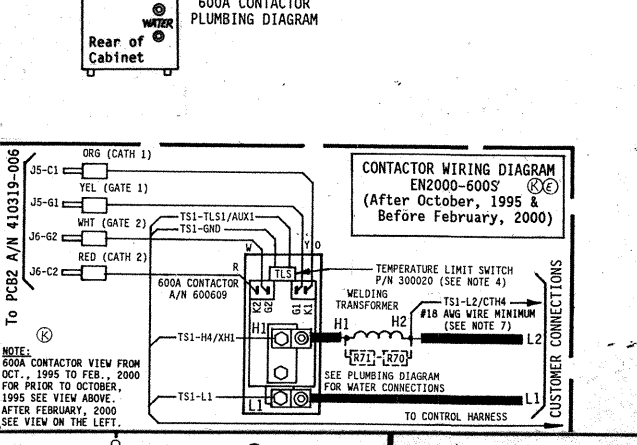 600A CONTACTOR
PLUMBING DIAGRAM
WATER
Rear of
Cabinet
To PCB2 A/N 410319-006
ORG (CATH 1)
J5-C1
YEL (GATE 1)
J5-G1
WHT (GATE 2)
J6-G2
RED (CATH 2)
J6-C2
TS1-TLS1/AUX1
TS1-GND
CONTACTOR WIRING DIAGRAM
EN2000-600S K E
(After October, 1995 &
Before February, 2000)
W
Y O
R
TLS
600A CONTACTOR
A/N 600609
K2 G2 G1 K1
TEMPERATURE LIMIT SWITCH
P/N 300020 (SEE NOTE 4)
WELDING
TRANSFORMER
TS1-L2/CTH4
#18 AWG WIRE MINIMUM
(SEE NOTE 7)
H1
H1
H2
L2
R71 - R70
TS1-H4/XH1
SEE PLUMBING DIAGRAM
FOR WATER CONNECTIONS
TS1-L1
L1
L1
TO CONTROL HARNESS
CUSTOMER CONNECTIONS
K
NOTE:
600A CONTACTOR VIEW FROM
OCT., 1995 TO FEB., 2000
FOR PRIOR TO OCTOBER,
1995 SEE VIEW ABOVE.
AFTER FEBRUARY, 2000
SEE VIEW ON THE LEFT.